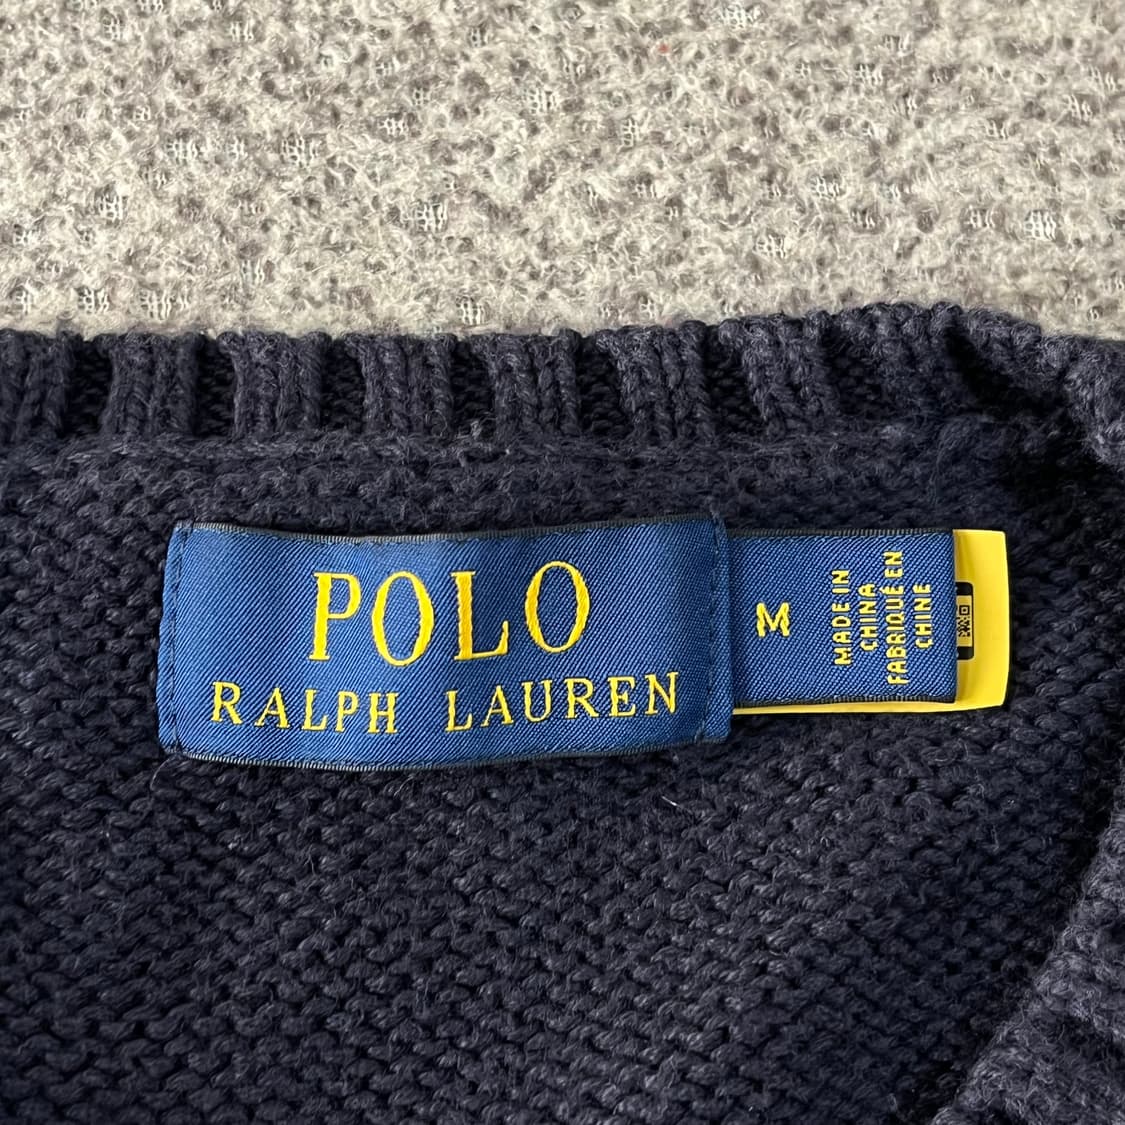 POLO
RALPH LAUREN
M
MADE IN
CHINA
FABRIQUÉ EN
CHINE